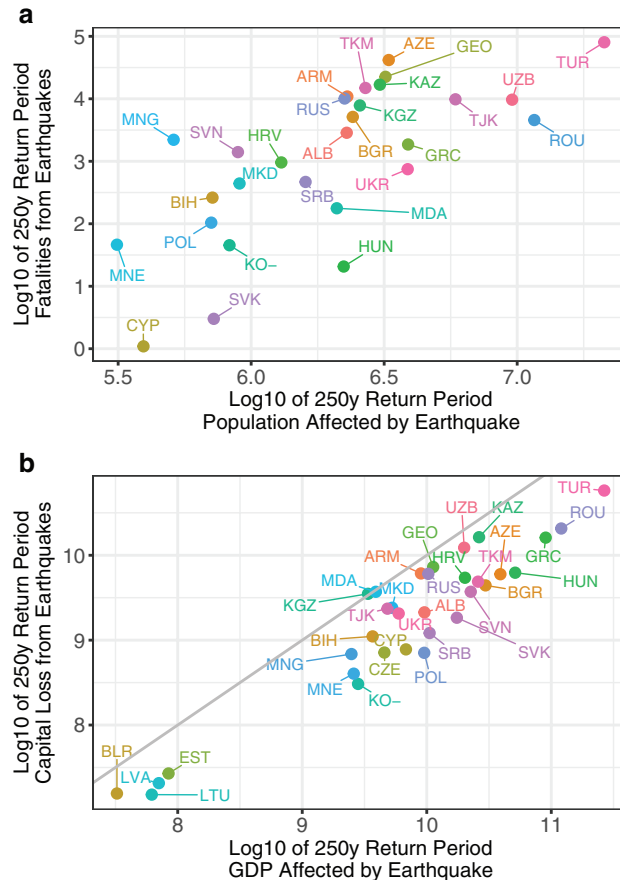 a
5
4
3
2
1
0
Log10 of 250y Return Period
Fatalities from Earthquakes
TKM
AZE
GEO
TUR
ARM
KAZ
UZB
RUS
KGZ
TJK
ROU
MNG
SVN
HRV
ALB
BGR
GRC
MKD
UKR
BIH
SRB
MDA
POL
KO–
HUN
MNE
SVK
CYP
5.5 6.0 6.5 7.0
Log10 of 250y Return Period
Population Affected by Earthquake
b
10
9
8
Log10 of 250y Return Period
Capital Loss from Earthquakes
TUR
UZB
KAZ
ROU
GEO
AZE
ARM
HRV
TKM
GRC
MDA
MKD
RUS
HUN
KGZ
BGR
TJK
UKR
ALB
SVN
BIH
CYP
SRB
SVK
MNG
CZE
POL
MNE
KO–
BLR
EST
LVA
LTU
8 9 10 11
Log10 of 250y Return Period
GDP Affected by Earthquake